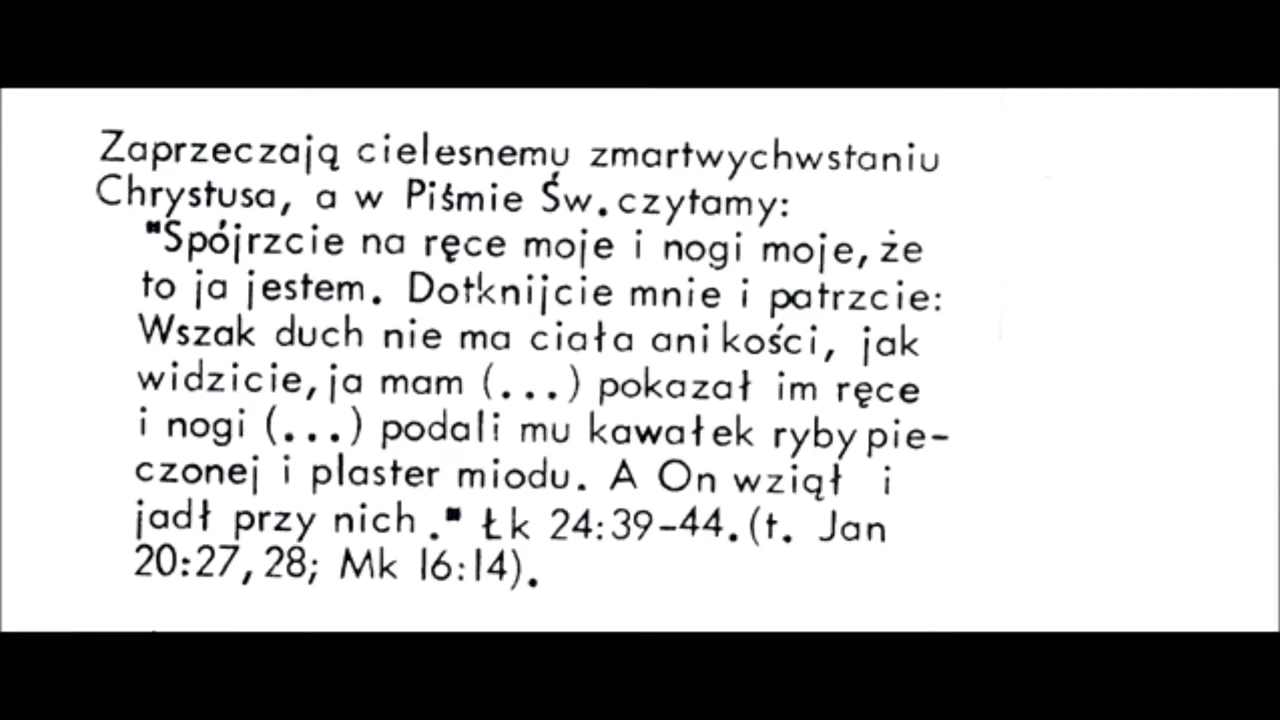 Zaprzeczają cielesnemu zmartwychwstaniu
Chrystusa, a w Piśmie Św. czytamy:
"Spójrzcie na ręce moje i nogi moje, że
to ja jestem. Dotknijcie mnie i patrzcie:
Wszak duch nie ma ciała ani kości, jak
widzicie, ja mam (...) pokazał im ręce
i nogi (...) podali mu kawałek ryby pie-
czonej i plaster miodu. A On wziął i
jadł przy nich." Łk 24:39-44. (t. Jan
20:27, 28; Mk 16:14).